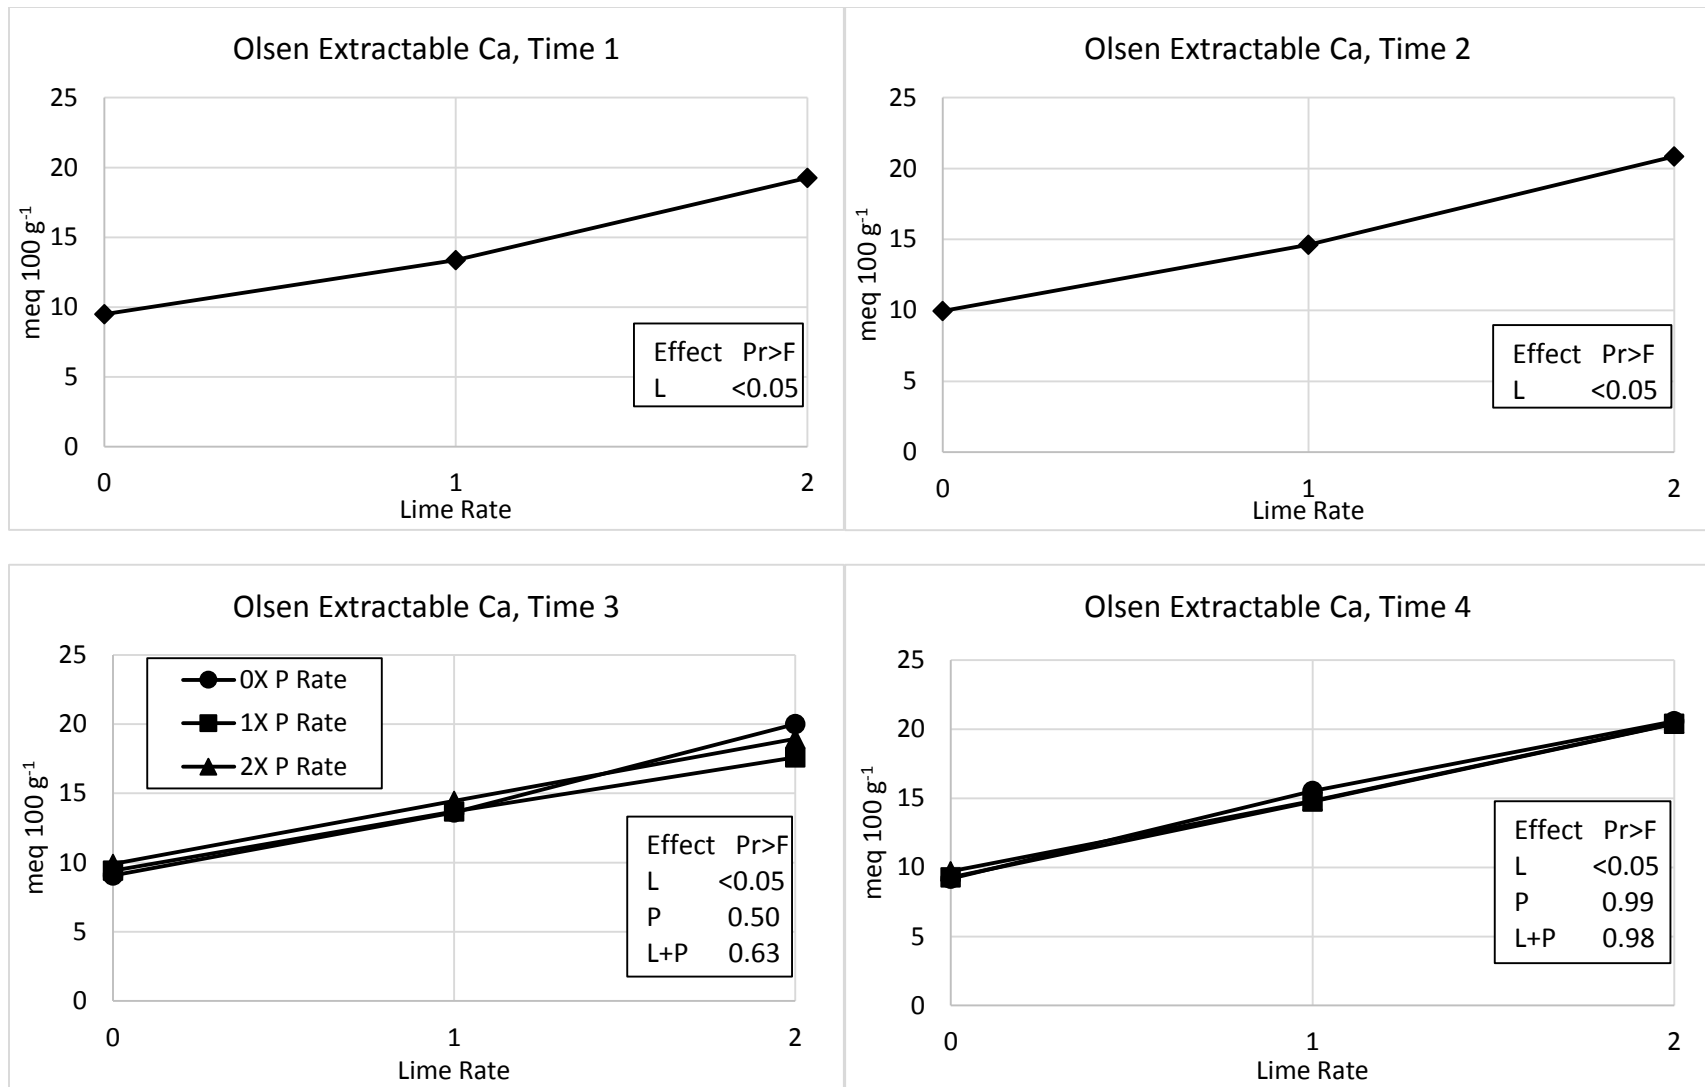 Olsen Extractable Ca, Time 1
25
20
15
10
5
0
meq 100 g⁻¹
Effect Pr>F
L <0.05
0 1 2
Lime Rate
Olsen Extractable Ca, Time 2
25
20
15
10
5
0
meq 100 g⁻¹
Effect Pr>F
L <0.05
0 1 2
Lime Rate
Olsen Extractable Ca, Time 3
25
20
15
10
5
0
meq 100 g⁻¹
0X P Rate
1X P Rate
2X P Rate
Effect Pr>F
L <0.05
P 0.50
L+P 0.63
0 1 2
Lime Rate
Olsen Extractable Ca, Time 4
25
20
15
10
5
0
meq 100 g⁻¹
Effect Pr>F
L <0.05
P 0.99
L+P 0.98
0 1 2
Lime Rate